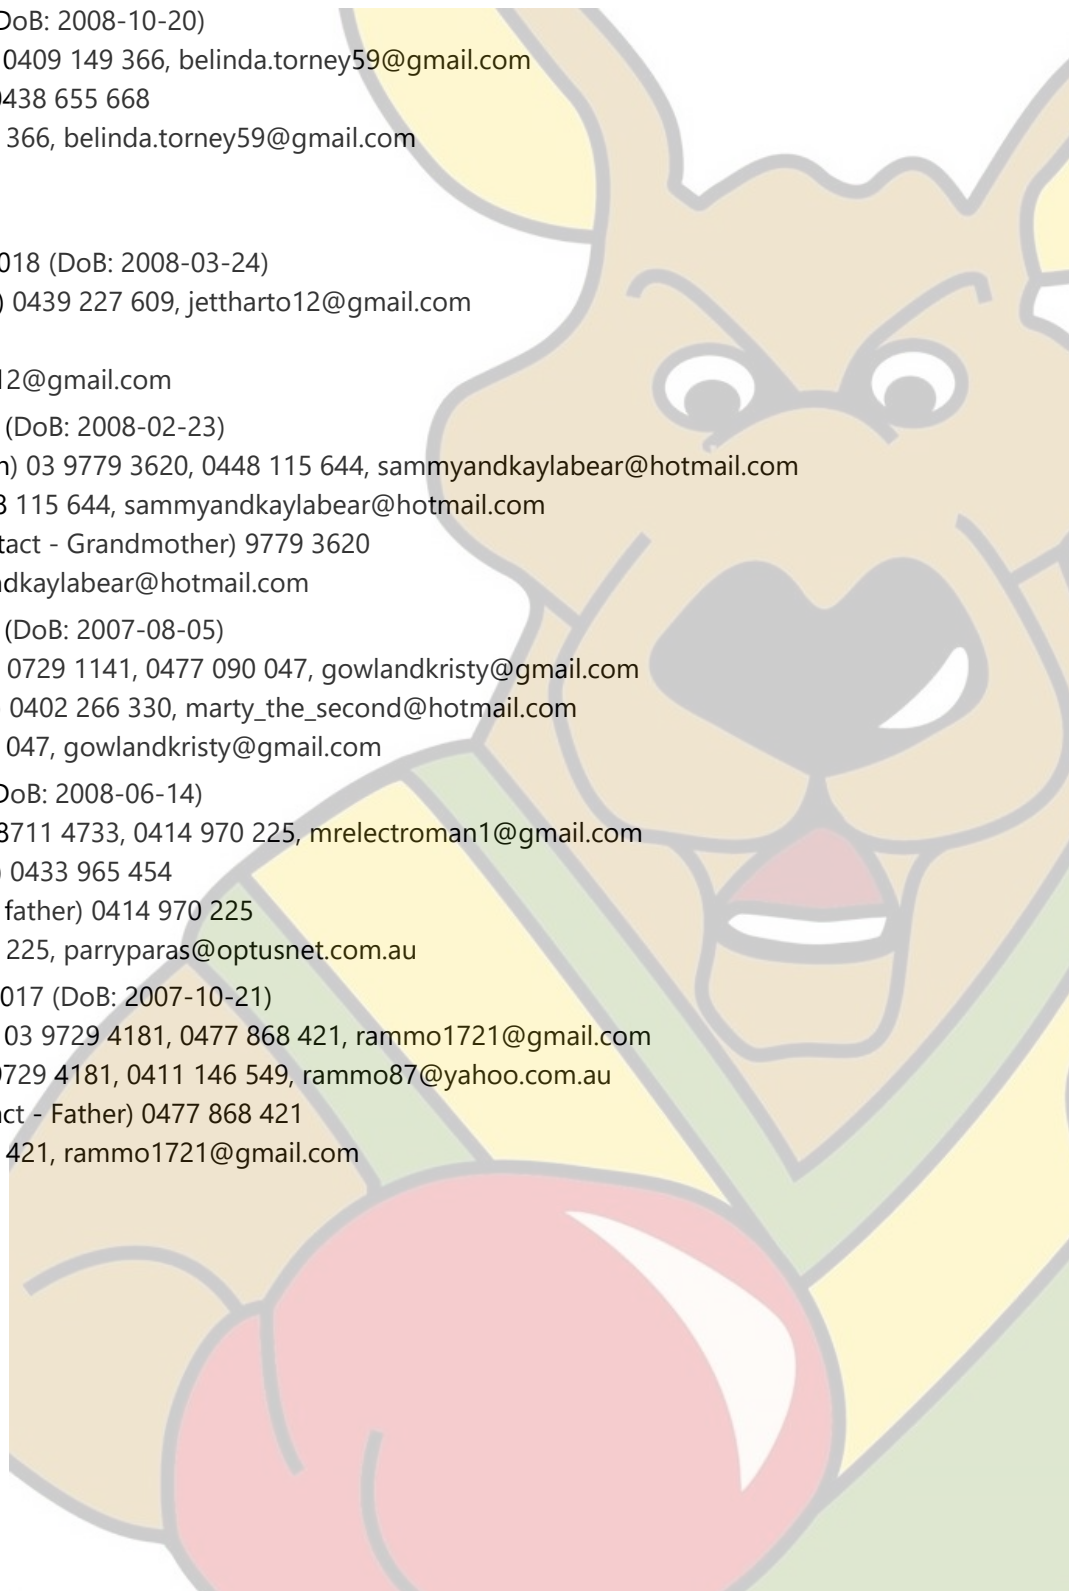 DoB: 2008-10-20)
0409 149 366, belinda.torney59@gmail.com
0438 655 668
366, belinda.torney59@gmail.com
018 (DoB: 2008-03-24)
) 0439 227 609, jettharto12@gmail.com
12@gmail.com
(DoB: 2008-02-23)
n) 03 9779 3620, 0448 115 644, sammyandkaylabear@hotmail.com
8 115 644, sammyandkaylabear@hotmail.com
tact - Grandmother) 9779 3620
ndkaylabear@hotmail.com
(DoB: 2007-08-05)
0729 1141, 0477 090 047, gowlandkristy@gmail.com
0402 266 330, marty_the_second@hotmail.com
047, gowlandkristy@gmail.com
DoB: 2008-06-14)
8711 4733, 0414 970 225, mrelectroman1@gmail.com
) 0433 965 454
father) 0414 970 225
225, parryparas@optusnet.com.au
017 (DoB: 2007-10-21)
03 9729 4181, 0477 868 421, rammo1721@gmail.com
9729 4181, 0411 146 549, rammo87@yahoo.com.au
act - Father) 0477 868 421
421, rammo1721@gmail.com